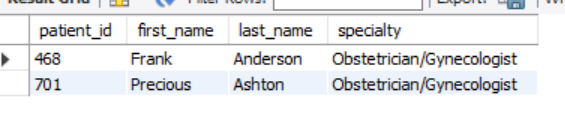 Result Grid Filter Rows: Export:
patient_id first_name last_name specialty
468 Frank Anderson Obstetrician/Gynecologist
701 Precious Ashton Obstetrician/Gynecologist